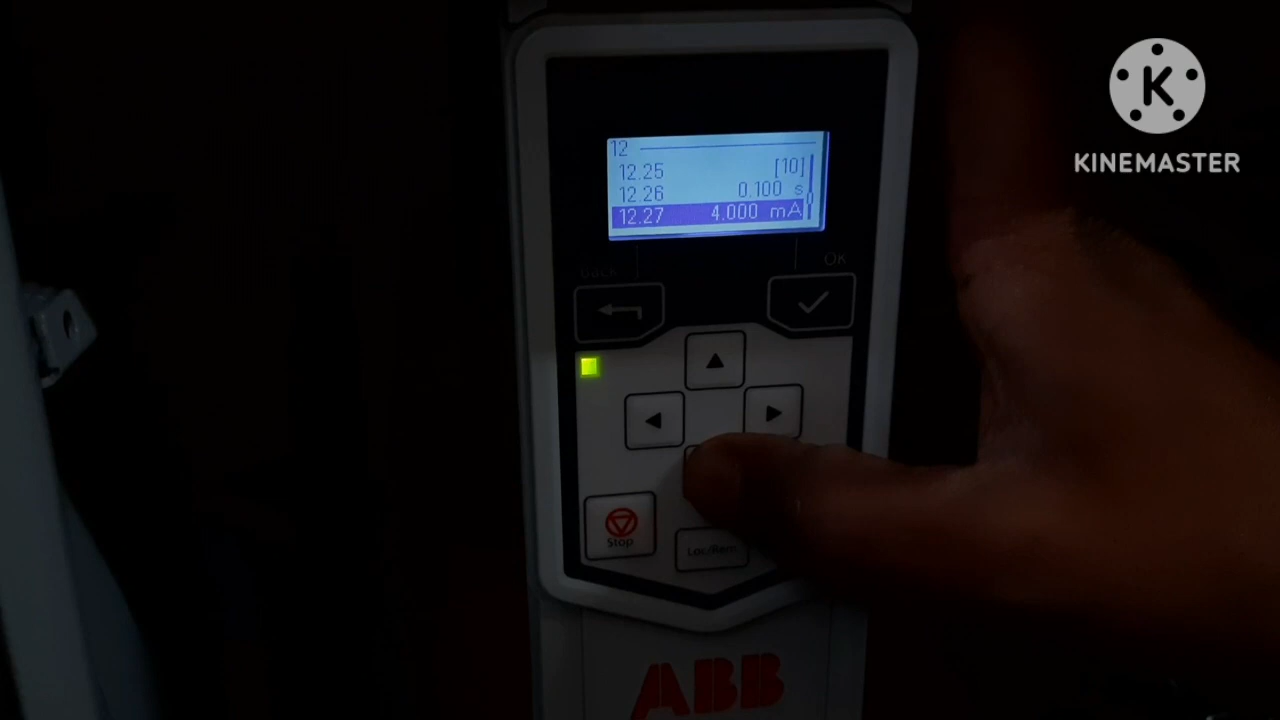 KINEMASTER
12
12.25 [10]
12.26 0.100 s
12.27 4.000 mA
Back
OK
Stop
Loc/Rem
ABB